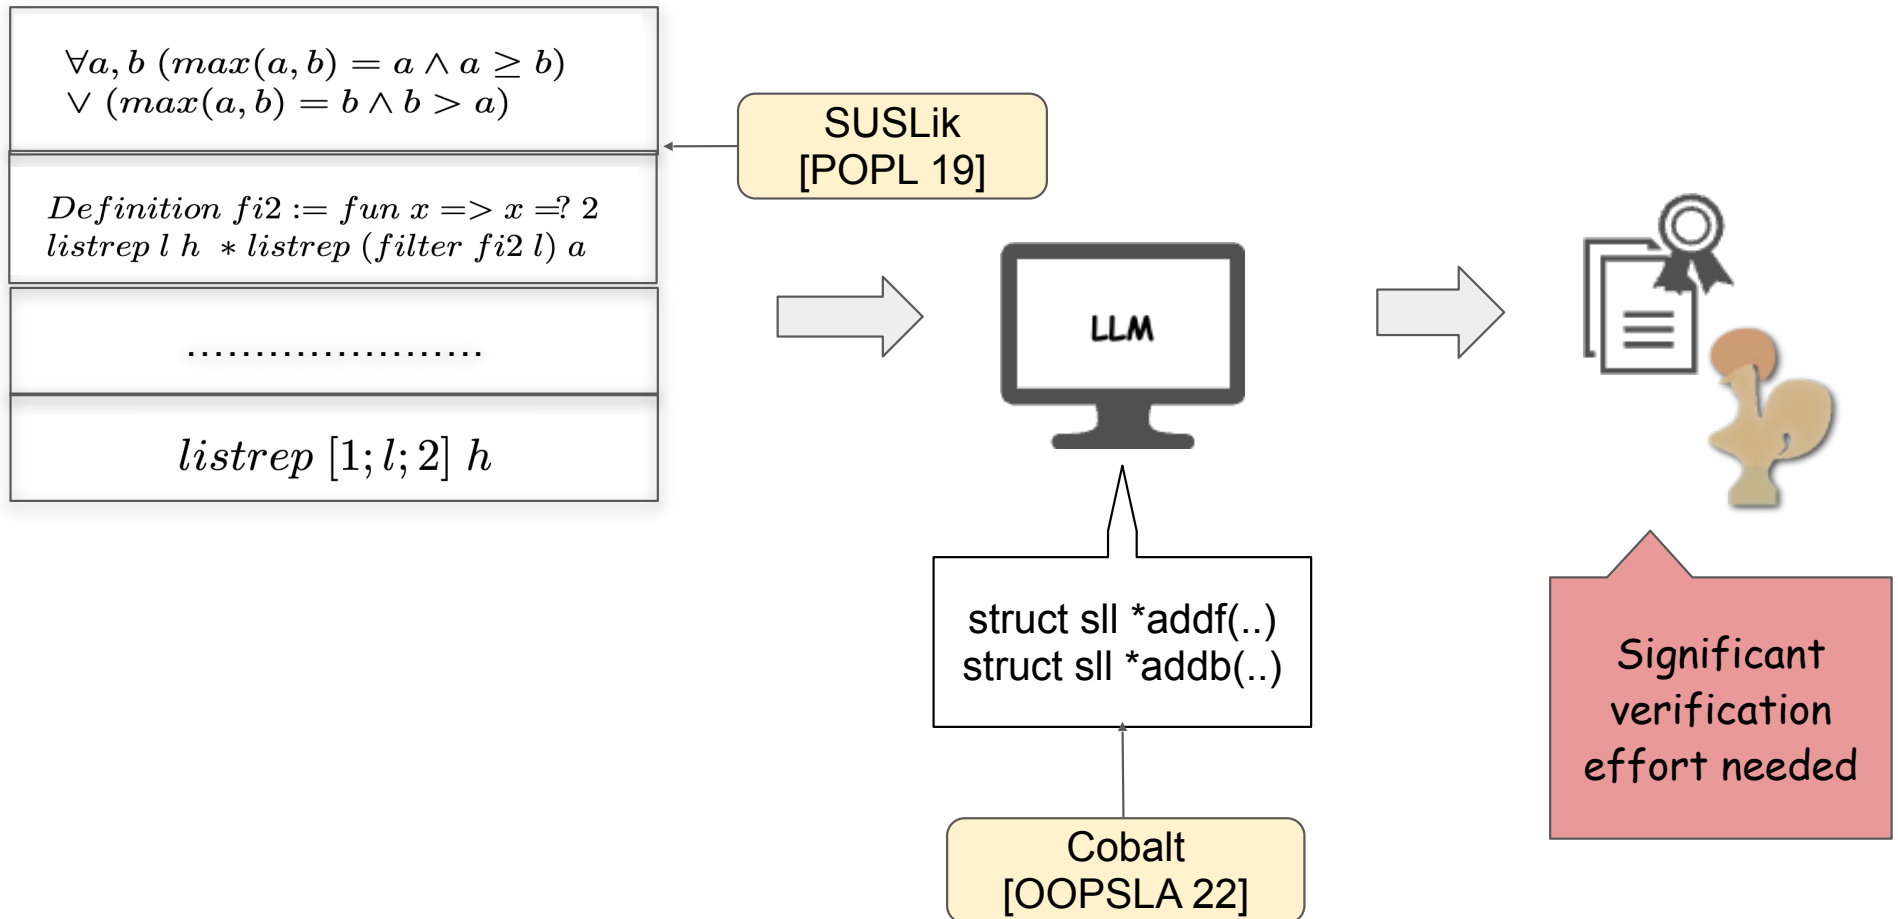 ∀a, b (max(a, b) = a ∧ a ≥ b)
∨ (max(a, b) = b ∧ b > a)
Definition fi2 := fun x => x =? 2
listrep l h * listrep (filter fi2 l) a
......................
listrep [1; l; 2] h
SUSLik
[POPL 19]
LLM
struct sll *addf(..)
struct sll *addb(..)
Cobalt
[OOPSLA 22]
Significant
verification
effort needed